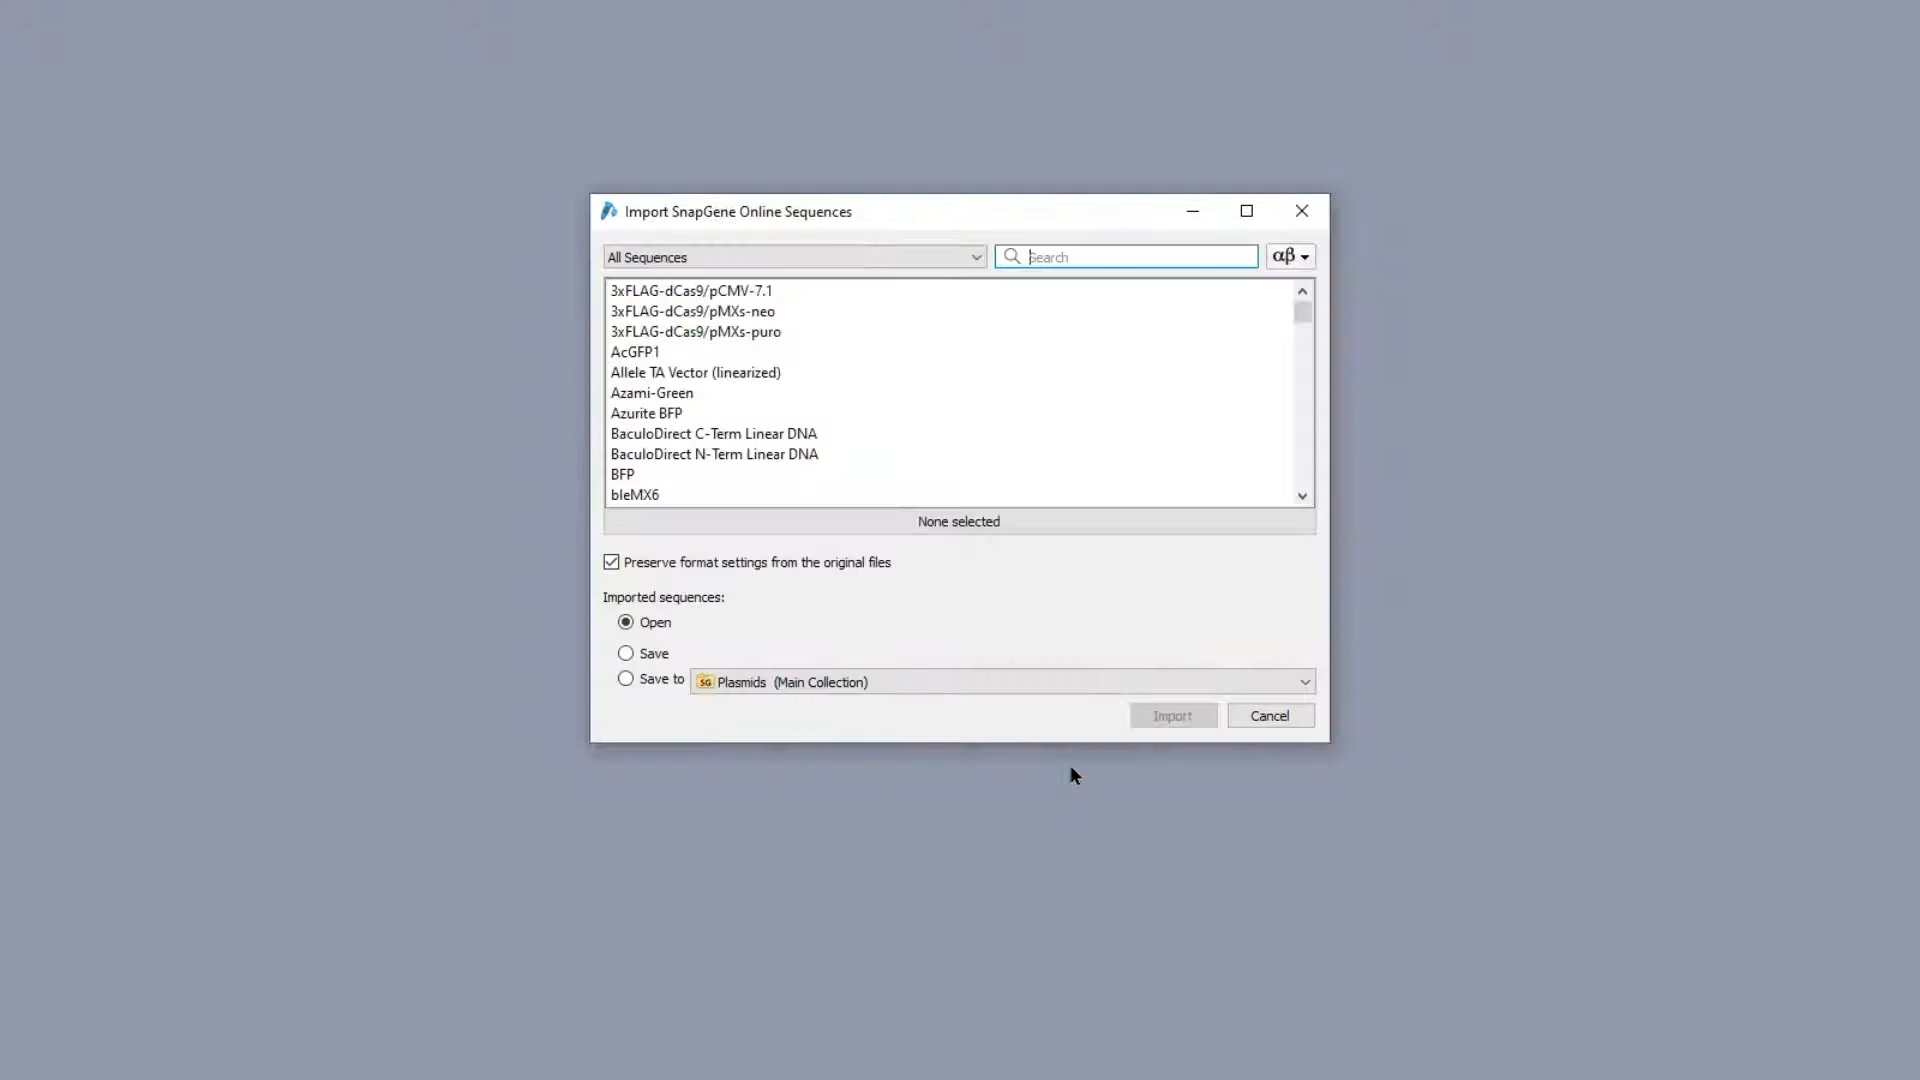 Import SnapGene Online Sequences
All Sequences
Search
αβ
3xFLAG-dCas9/pCMV-7.1
3xFLAG-dCas9/pMXs-neo
3xFLAG-dCas9/pMXs-puro
AcGFP1
Allele TA Vector (linearized)
Azami-Green
Azurite BFP
BaculoDirect C-Term Linear DNA
BaculoDirect N-Term Linear DNA
BFP
bleMX6
None selected
Preserve format settings from the original files
Imported sequences:
Open
Save
Save to SG Plasmids (Main Collection)
Import Cancel